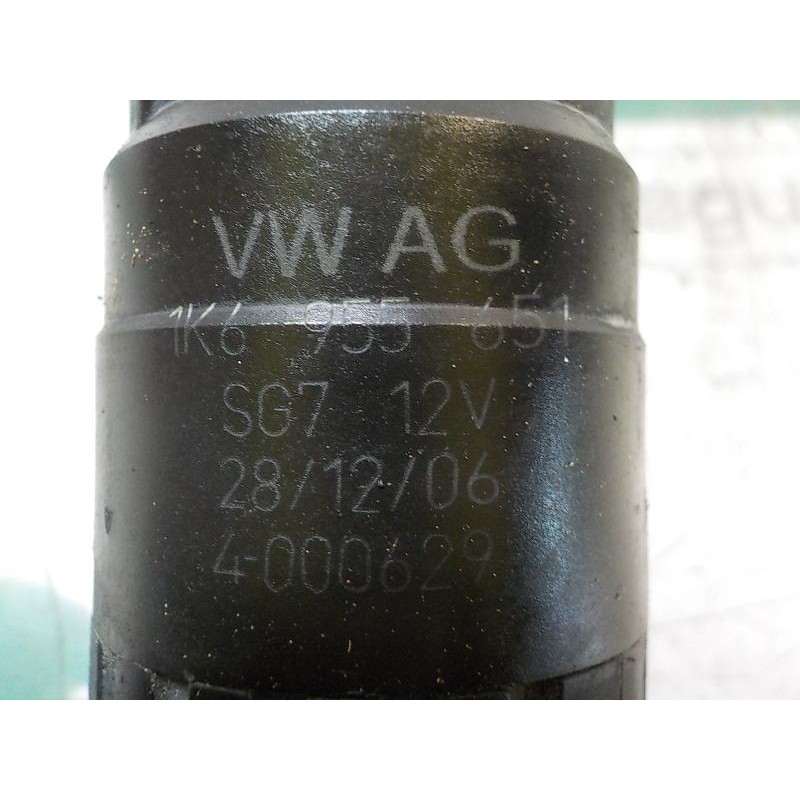 VW AG
1K6 955 651
SG7 12V
28/12/06
4-000629